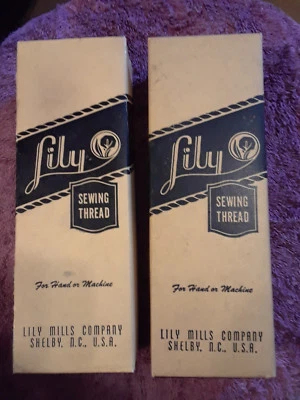 Lily
SEWING
THREAD
For Hand or Machine
LILY MILLS COMPANY
SHELBY, N.C., U.S.A.
Lily
SEWING
THREAD
For Hand or Machine
LILY MILLS COMPANY
SHELBY, N.C., U.S.A.